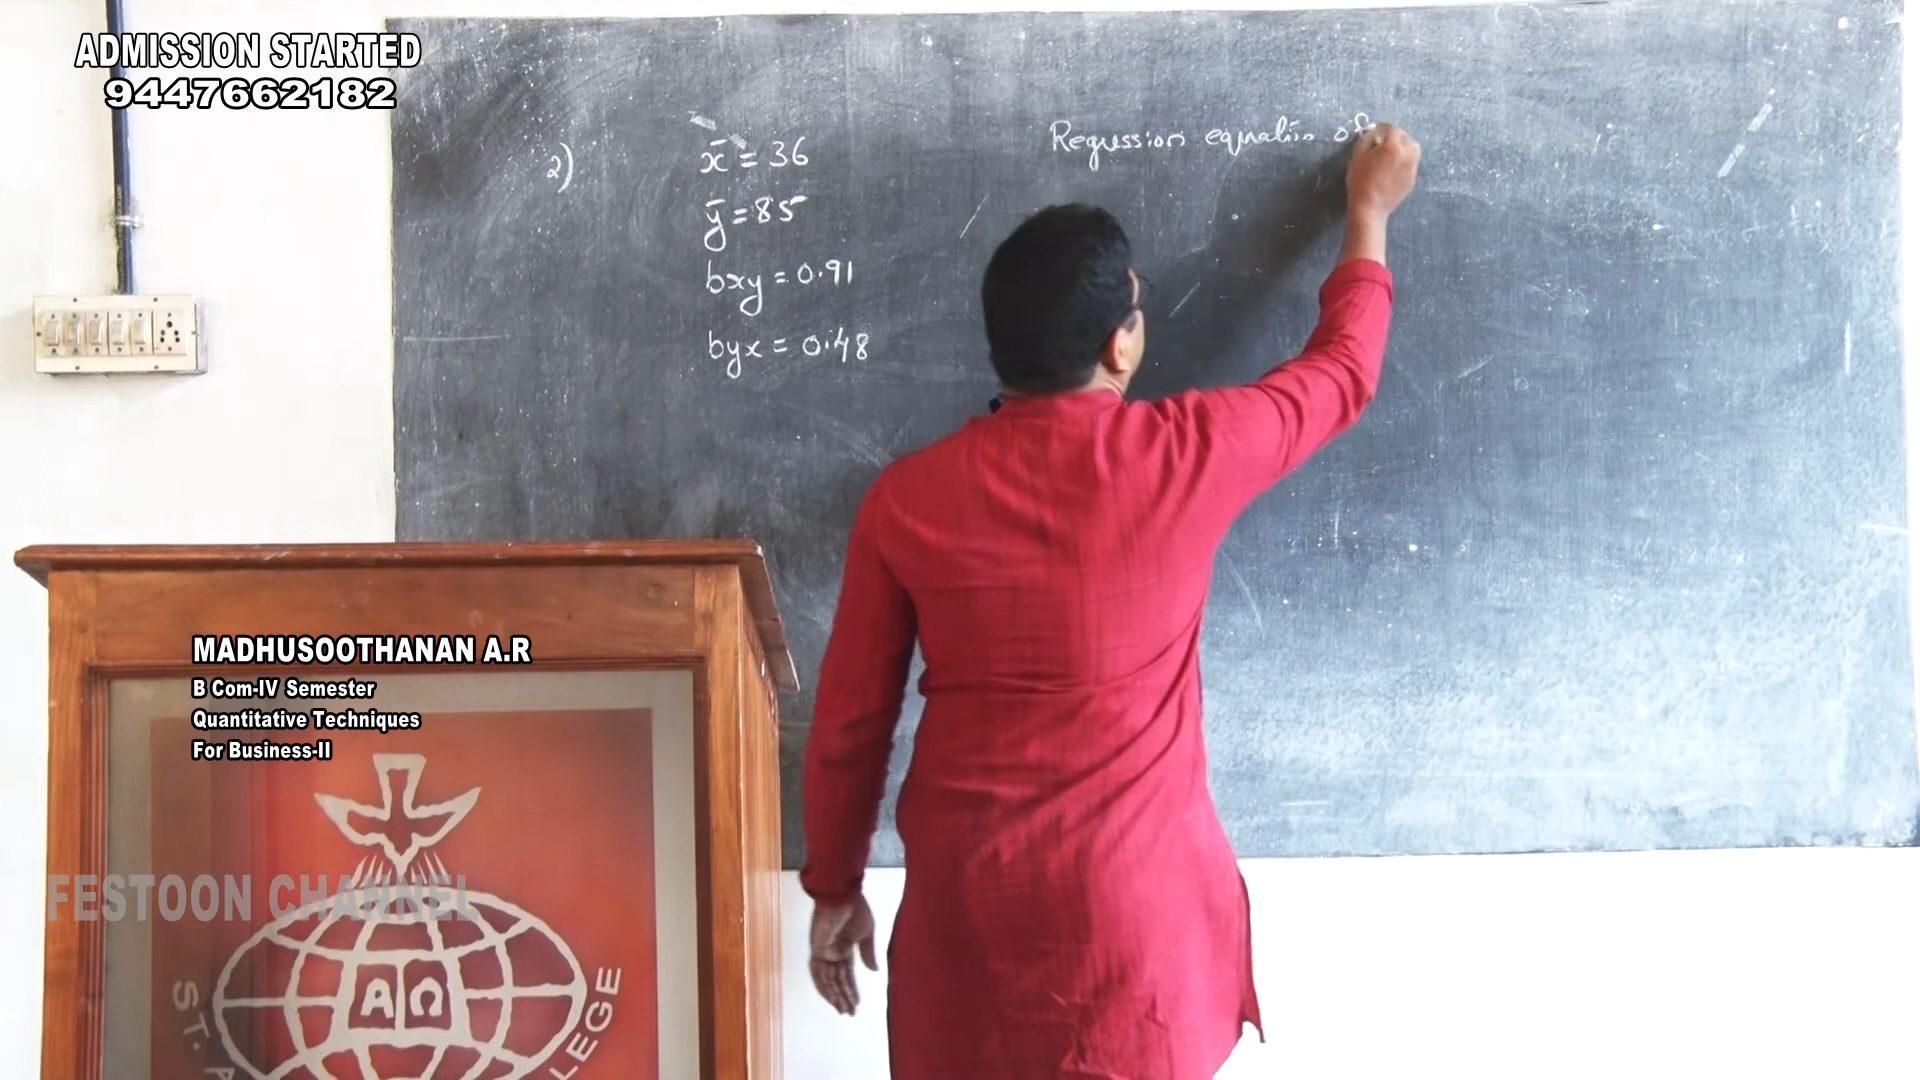 ADMISSION STARTED
9447662182
2)
x̄ = 36
ȳ = 85
bxy = 0.91
byx = 0.48
Regression equation of
MADHUSOOTHANAN A.R
B Com-IV Semester
Quantitative Techniques
For Business-II
FESTOON CHANNEL
Α Ω
ST.